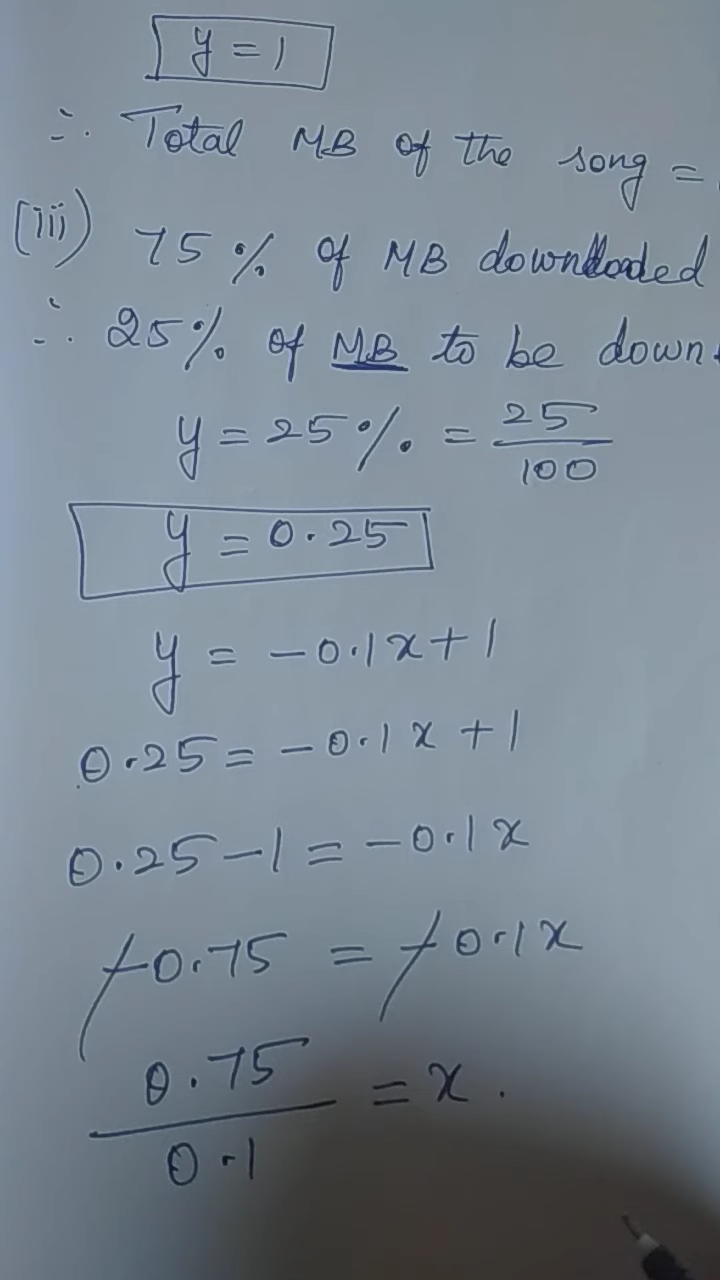 y = 1
∴ Total MB of the song =
(iii) 75% of MB downloaded
∴ 25% of MB to be down
y = 25% = 25/100
y = 0.25
y = -0.1x + 1
0.25 = -0.1x + 1
0.25 - 1 = -0.1x
-0.75 = -0.1x
0.75/0.1 = x.